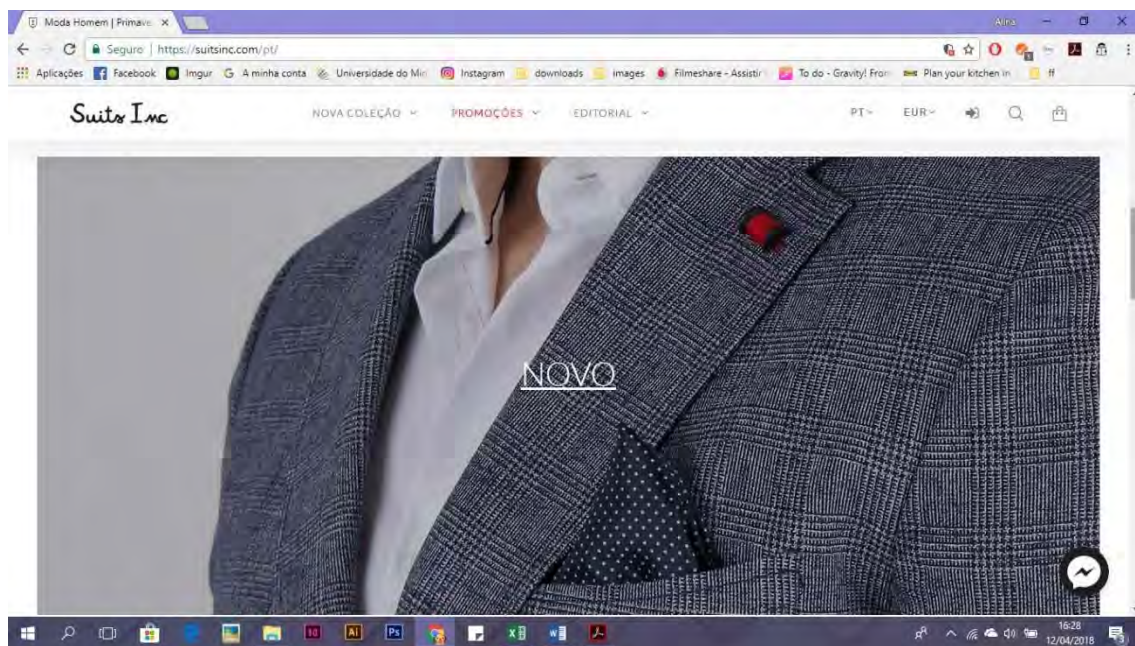 Moda Homem | Primave
Alina
Seguro | https://suitsinc.com/pt/
Aplicações Facebook Imgur A minha conta Universidade do Min Instagram downloads images Filmeshare - Assistir To do - Gravity! From Plan your kitchen in ff
Suits Inc NOVA COLEÇÃO PROMOÇÕES EDITORIAL PT EUR
NOVO
16:28
12/04/2018